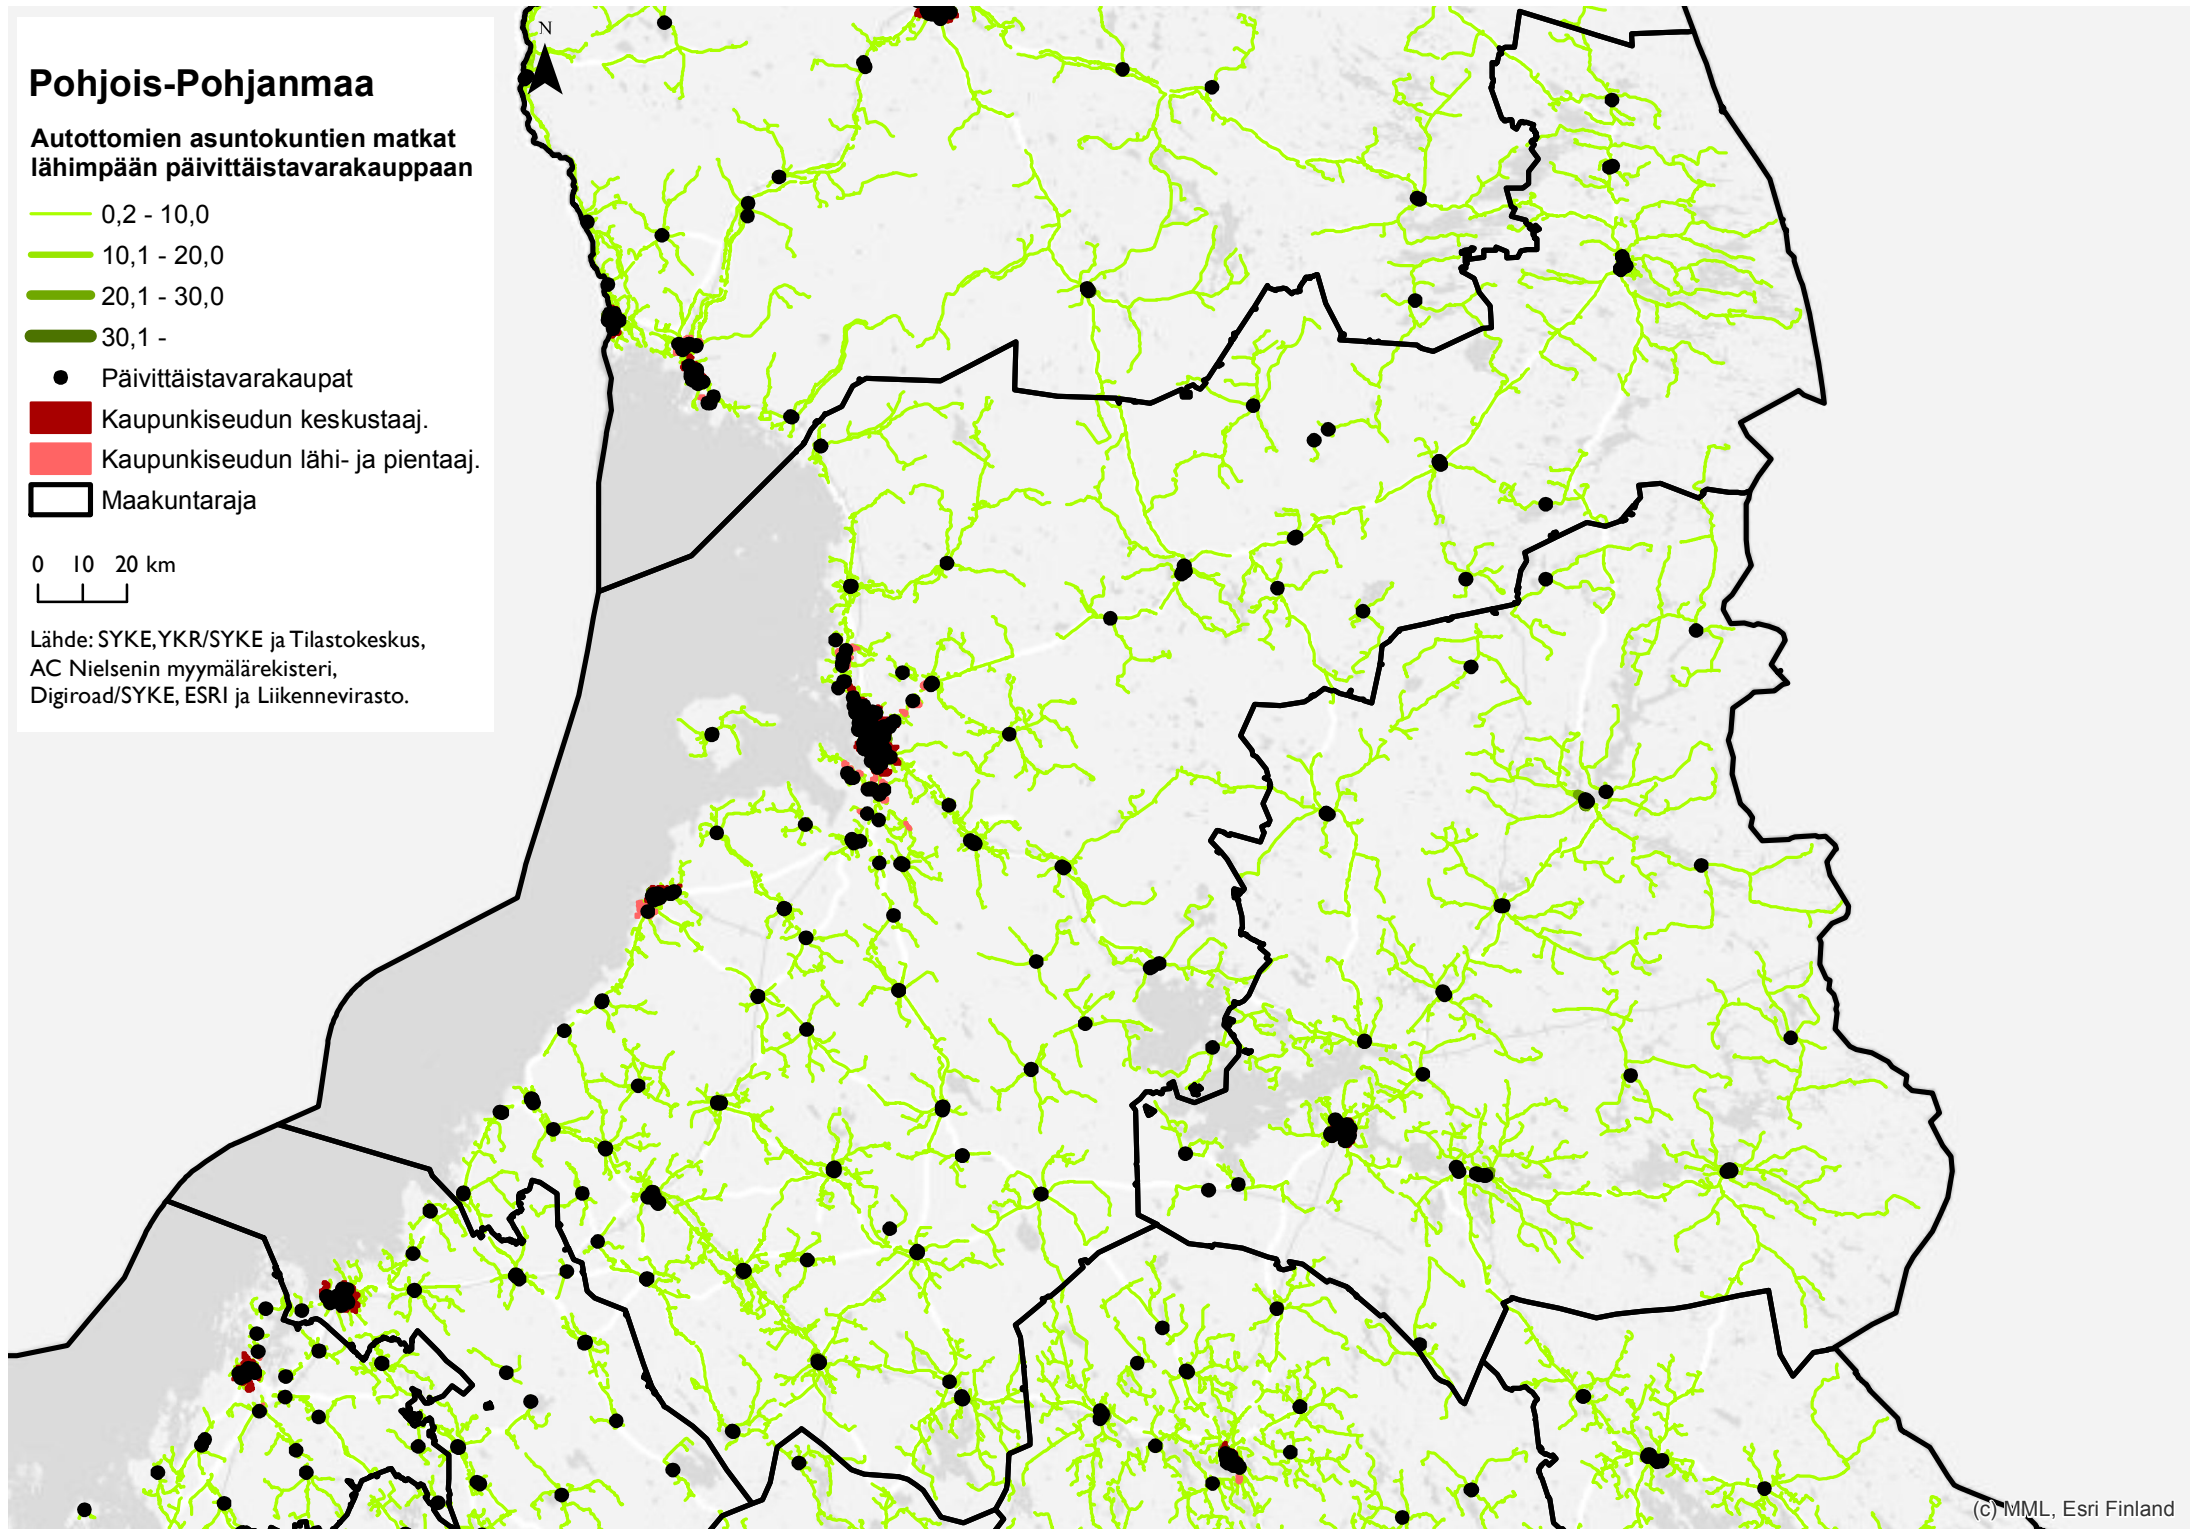 N
Pohjois-Pohjanmaa
Autottomien asuntokuntien matkat
lähimpään päivittäistavarakauppaan
0,2 - 10,0
10,1 - 20,0
20,1 - 30,0
30,1 -
Päivittäistavarakaupat
Kaupunkiseudun keskustaaj.
Kaupunkiseudun lähi- ja pientaaj.
Maakuntaraja
0 10 20 km
Lähde: SYKE, YKR/SYKE ja Tilastokeskus,
AC Nielsenin myymälärekisteri,
Digiroad/SYKE, ESRI ja Liikennevirasto.
(c) MML, Esri Finland